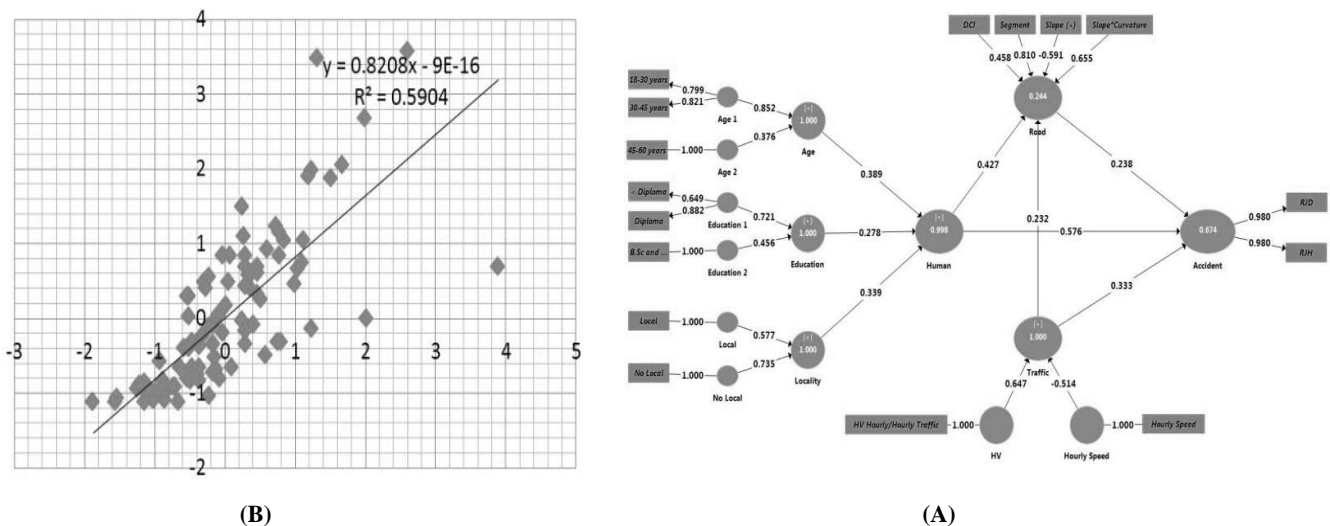 4
y = 0.8208x - 9E-16
R² = 0.5904
3
2
1
0
-3 -2 -1 0 1 2 3 4 5
-1
-2
(B)
DCI Segment Slope (+) Slope*Curvature
0.458 0.810 -0.591 0.655
0.244
Road
18-30 years
0.799
30-45 years
0.821
Age 1
0.852
[+]
1.000
Age
45-60 years 1.000
Age 2
0.376
0.389
0.427
0.238
< Diploma
0.649
Diploma
0.882
Education 1
0.721
[+]
1.000
Education
B.Sc and ... 1.000
Education 2
0.456
0.278
[+]
0.998
Human
0.232
0.576
0.674
Accident
0.980
RJD
0.980
RJH
Local 1.000
Local
0.577
0.339
[+]
1.000
Locality
No Local 1.000
No Local
0.735
0.333
[+]
1.000
Traffic
0.647 -0.514
HV Hourly/Hourly Traffic 1.000
HV
1.000 Hourly Speed
Hourly Speed
(A)